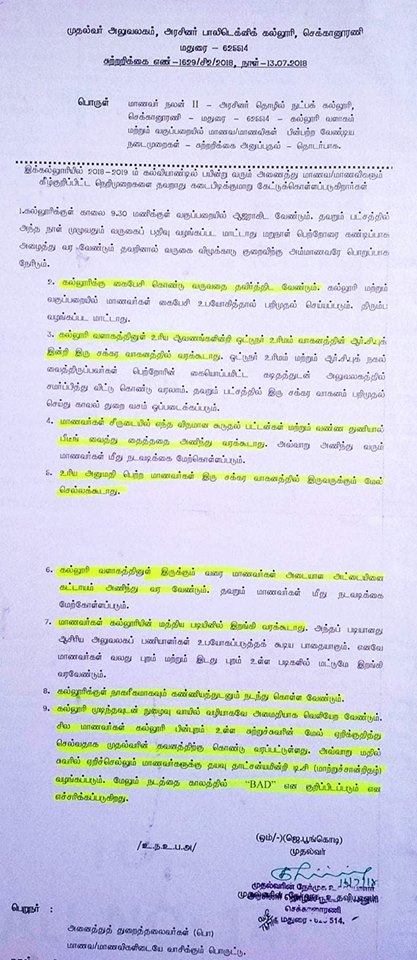 முதல்வர் அலுவலகம், அரசினர் பாலிடெக்னிக் கல்லூரி, செக்கானூரணி
மதுரை – 625514
சுற்றறிக்கை எண்-1629/சி2/2018, நாள்-13.07.2018
பொருள் மாணவர் நலன் II – அரசினர் தொழில் நுட்பக் கல்லூரி,
செக்கானூரணி – மதுரை – 625514 – கல்லூரி வளாகம்
மற்றும் வகுப்பறையில் மாணவ/மாணவிகள் பின்பற்ற வேண்டிய
நடைமுறைகள் – சுற்றறிக்கை அனுப்புதல் – தொடர்பாக.
இக்கல்லூரியில் 2018-2019 ம் கல்வியாண்டில் பயின்று வரும் அனைத்து மாணவ/மாணவிகளும்
கீழ்குறிப்பிட்ட நெறிமுறைகளை தவறாது கடைபிடிக்குமாறு கேட்டுக்கொள்ளப்படுகிறார்கள்
1.கல்லூரிக்குள் காலை 9.30 மணிக்குள் வகுப்பறையில் ஆஜராகிட வேண்டும். தவறும் பட்சத்தில்
அந்த நாள் முழுவதும் வருகைப் பதிவு வழங்கப்பட மாட்டாது மறுநாள் பெற்றோரை கண்டிப்பாக
அழைத்து வர வேண்டும் தவறினால் வருகை விழுக்காடு குறைவிற்கு அம்மாணவரே பொறுப்பாக
நேரிடும்.
2. கல்லூரிக்கு கைபேசி கொண்டு வருவதை தவிர்த்திட வேண்டும். கல்லூரி மற்றும்
வகுப்பறையில் மாணவர்கள் கைபேசி உபயோகித்தால் பரிமுதல் செய்யப்படும். திரும்ப
வழங்கப்பட மாட்டாது.
3. கல்லூரி வளாகத்தினுள் உரிய ஆவணங்களின்றி ஓட்டுநர் உரிமம் வாகனத்தின் ஆர்.சி.புக்
இன்றி இரு சக்கர வாகனத்தில் வரக்கூடாது. ஓட்டுநர் உரிமம் மற்றும் ஆர்.சி.புக் நகல்
வைத்திருப்பவர்கள் பெற்றோரின் கையொப்பமிட்ட கடிதத்துடன் அலுவலகத்தில்
சமர்ப்பித்து விட்டு கொண்டு வரலாம். தவறும் பட்சத்தில் இரு சக்கர வாகனம் பரிமுதல்
செய்து காவல் துறை வசம் ஒப்படைக்கப்படும்.
4. மாணவர்கள் சீருடையில் எந்த விதமான கூடுதல் பட்டன்கள் மற்றும் வண்ண துணியால்
பீடிங் வைத்து தைத்ததை அணிந்து வரக்கூடாது. அவ்வாறு அணிந்து வரும்
மாணவர்கள் மீது நடவடிக்கை மேற்கொள்ளப்படும்.
5. உரிய அனுமதி பெற்ற மாணவர்கள் இரு சக்கர வாகனத்தில் இருவருக்கும் மேல்
செல்லக்கூடாது.
6. கல்லூரி வளாகத்தினுள் இருக்கும் வரை மாணவர்கள் அடையாள அட்டையினை
கட்டாயம் அணிந்து வர வேண்டும். தவறும் மாணவர்கள் மீது நடவடிக்கை
மேற்கொள்ளப்படும்.
7. மாணவர்கள் கல்லூரியின் மத்திய படியினில் இறங்கி வரக்கூடாது. அந்தப் படியானது
ஆசிரிய அலுவலகப் பணியாளர்கள் உபயோகப்படுத்தக் கூடிய பாதையாகும். எனவே
மாணவர்கள் வலது புறம் மற்றும் இடது புறம் உள்ள படிகளில் மட்டுமே இறங்கி
வரவேண்டும்.
8. கல்லூரிக்குள் நாகரீகமாகவும் கண்ணியத்துடனும் நடந்து கொள்ள வேண்டும்.
9. கல்லூரி முடிந்தவுடன் நுழைவு வாயில் வழியாகவே அமைதியாக வெளியேற வேண்டும்.
சில மாணவர்கள் கல்லூரி பின்புறம் உள்ள சுற்றுச்சுவரின் மேல் ஏறிக்குதித்து
செல்வதாக முதல்வரின் கவனத்திற்கு கொண்டு வரப்பட்டுள்ளது. அவ்வாறு மதில்
சுவரில் ஏறிச்செல்லும் மாணவர்களுக்கு தயவு தாட்சன்யமின்றி டி.சி (மாற்றுச்சான்றிதழ்)
வழங்கப்படும். மேலும் நடத்தை காலத்தில் "BAD" என குறிப்பிடப்படும் என
எச்சரிக்கப்படுகிறது.
(ஒம்/-)(ஜெ.பூங்கொடி)
முதல்வர்
/உ.ந.உ.ப.அ/
13/7/18
முதல்வரின் நேர்முக உ
செக்கானூரணி
மதுரை - 625 514.
பெறுநர் :
அனைத்துத் துறைத்தலைவர்கள் (பொ)
மாணவ/மாணவிகளிடையே வாசிக்கும் பொருட்டு.